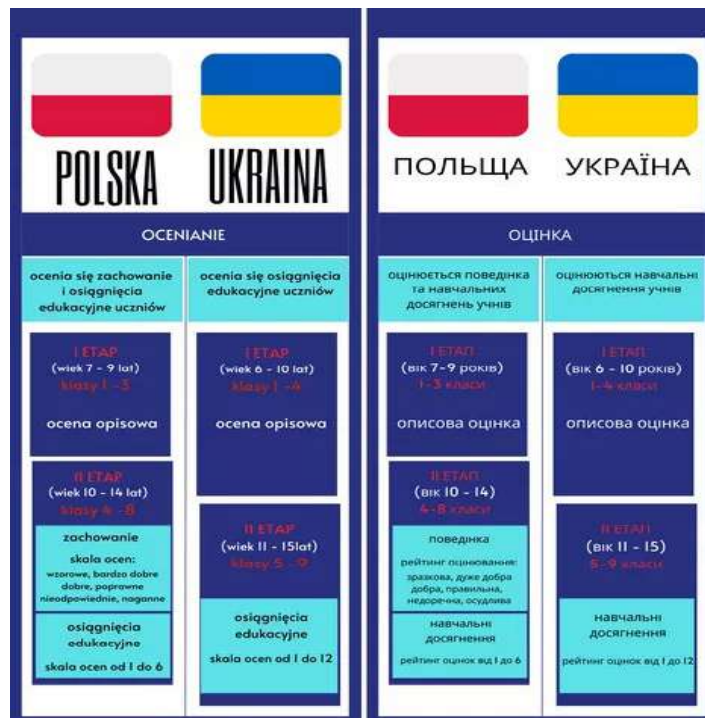 POLSKA
UKRAINA
OCENIANIE
ocenia się zachowanie
i osiągnięcia
edukacyjne uczniów
ocenia się osiągnięcia
edukacyjne uczniów
I ETAP
(wiek 7 - 9 lat)
klasy 1 -3
ocena opisowa
I ETAP
(wiek 6 - 10 lat)
klasy 1 -4
ocena opisowa
II ETAP
(wiek 10 - 14 lat)
klasy 4 -8
zachowanie
skala ocen:
wzorowe, bardzo dobre
dobre, poprawne
nieodpowiednie, naganne
osiągnięcia
edukacyjne
skala ocen od 1 do 6
II ETAP
(wiek 11 - 15lat)
klasy 5 -9
osiągnięcia
edukacyjne
skala ocen od 1 do 12
ПОЛЬЩА
УКРАЇНА
ОЦІНКА
оцінюється поведінка
та навчальних
досягнень учнів
оцінюються навчальні
досягнення учнів
I ЕТАП
(вік 7-9 років)
1-3 класи
описова оцінка
I ЕТАП
(вік 6 - 10 років)
1-4 класи
описова оцінка
II ЕТАП
(вік 10 - 14)
4-8 класи
поведінка
рейтинг оцінювання:
зразкова, дуже добра
добра, правильна,
недоречна, осудлива
навчальні
досягнення
рейтинг оцінок від 1 до 6
II ЕТАП
(вік 11 - 15)
5-9 класи
навчальні
досягнення
рейтинг оцінок від 1 до 12